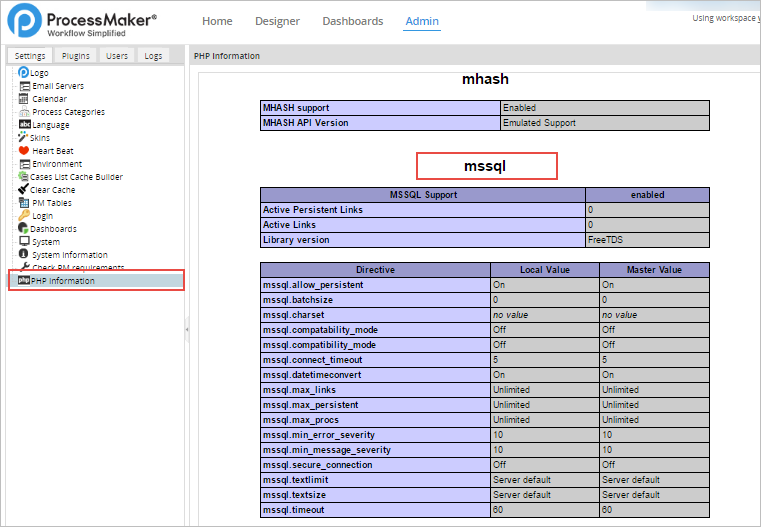 ProcessMaker®
Workflow Simplified
Home Designer Dashboards Admin
Using workspace
Settings Plugins Users Logs
PHP Information
Logo
Email Servers
Calendar
Process Categories
abc Language
Skins
Heart Beat
Environment
Cases List Cache Builder
Clear Cache
PM Tables
Login
Dashboards
System
System Information
Check PM requirements
php PHP Information
mhash
MHASH support Enabled
MHASH API Version Emulated Support
mssql
MSSQL Support enabled
Active Persistent Links 0
Active Links 0
Library version FreeTDS
Directive Local Value Master Value
mssql.allow_persistent On On
mssql.batchsize 0 0
mssql.charset no value no value
mssql.compatability_mode Off Off
mssql.compatibility_mode Off Off
mssql.connect_timeout 5 5
mssql.datetimeconvert On On
mssql.max_links Unlimited Unlimited
mssql.max_persistent Unlimited Unlimited
mssql.max_procs Unlimited Unlimited
mssql.min_error_severity 10 10
mssql.min_message_severity 10 10
mssql.secure_connection Off Off
mssql.textlimit Server default Server default
mssql.textsize Server default Server default
mssql.timeout 60 60